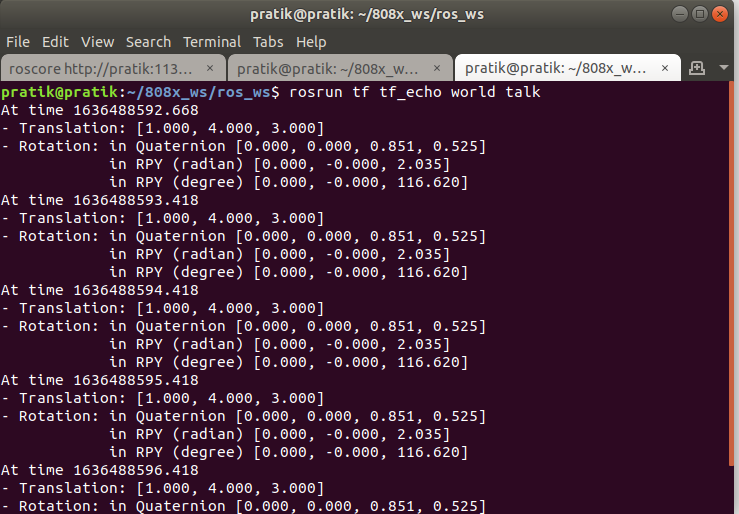 pratik@pratik: ~/808x_ws/ros_ws
File Edit View Search Terminal Tabs Help
roscore http://pratik:113... × pratik@pratik: ~/808x_w... × pratik@pratik: ~/808x_w... ×
pratik@pratik:~/808x_ws/ros_ws$ rosrun tf tf_echo world talk
At time 1636488592.668
- Translation: [1.000, 4.000, 3.000]
- Rotation: in Quaternion [0.000, 0.000, 0.851, 0.525]
            in RPY (radian) [0.000, -0.000, 2.035]
            in RPY (degree) [0.000, -0.000, 116.620]
At time 1636488593.418
- Translation: [1.000, 4.000, 3.000]
- Rotation: in Quaternion [0.000, 0.000, 0.851, 0.525]
            in RPY (radian) [0.000, -0.000, 2.035]
            in RPY (degree) [0.000, -0.000, 116.620]
At time 1636488594.418
- Translation: [1.000, 4.000, 3.000]
- Rotation: in Quaternion [0.000, 0.000, 0.851, 0.525]
            in RPY (radian) [0.000, -0.000, 2.035]
            in RPY (degree) [0.000, -0.000, 116.620]
At time 1636488595.418
- Translation: [1.000, 4.000, 3.000]
- Rotation: in Quaternion [0.000, 0.000, 0.851, 0.525]
            in RPY (radian) [0.000, -0.000, 2.035]
            in RPY (degree) [0.000, -0.000, 116.620]
At time 1636488596.418
- Translation: [1.000, 4.000, 3.000]
- Rotation: in Quaternion [0.000, 0.000, 0.851, 0.525]